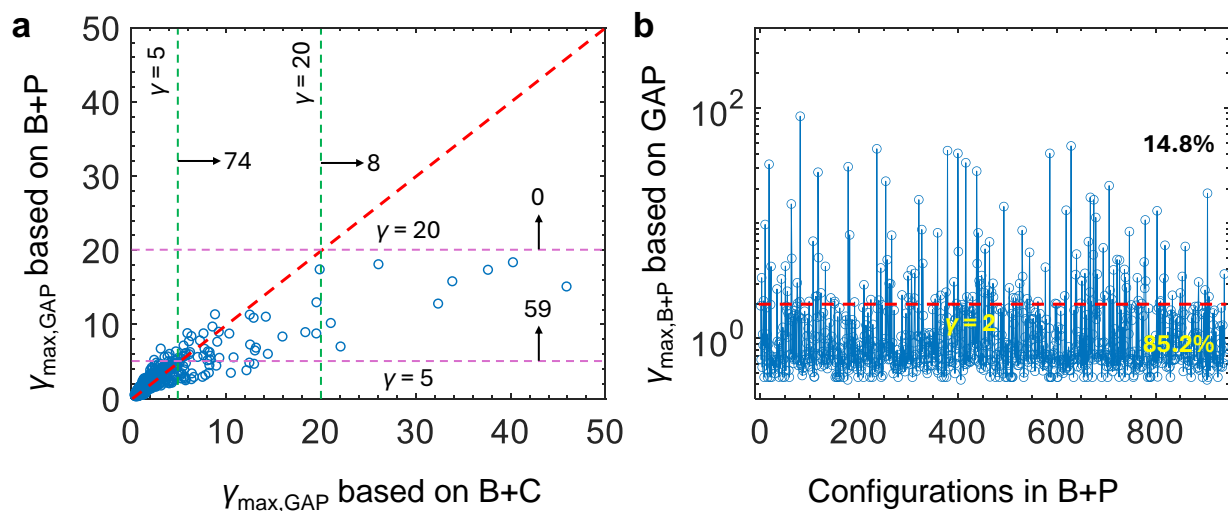 a
γmax,GAP based on B+P
50
40
30
20
10
0
γ = 5
γ = 20
74
8
0
γ = 20
59
γ = 5
0
10
20
30
40
50
γmax,GAP based on B+C
b
γmax,B+P based on GAP
10²
10⁰
14.8%
γ = 2
85.2%
0
200
400
600
800
Configurations in B+P